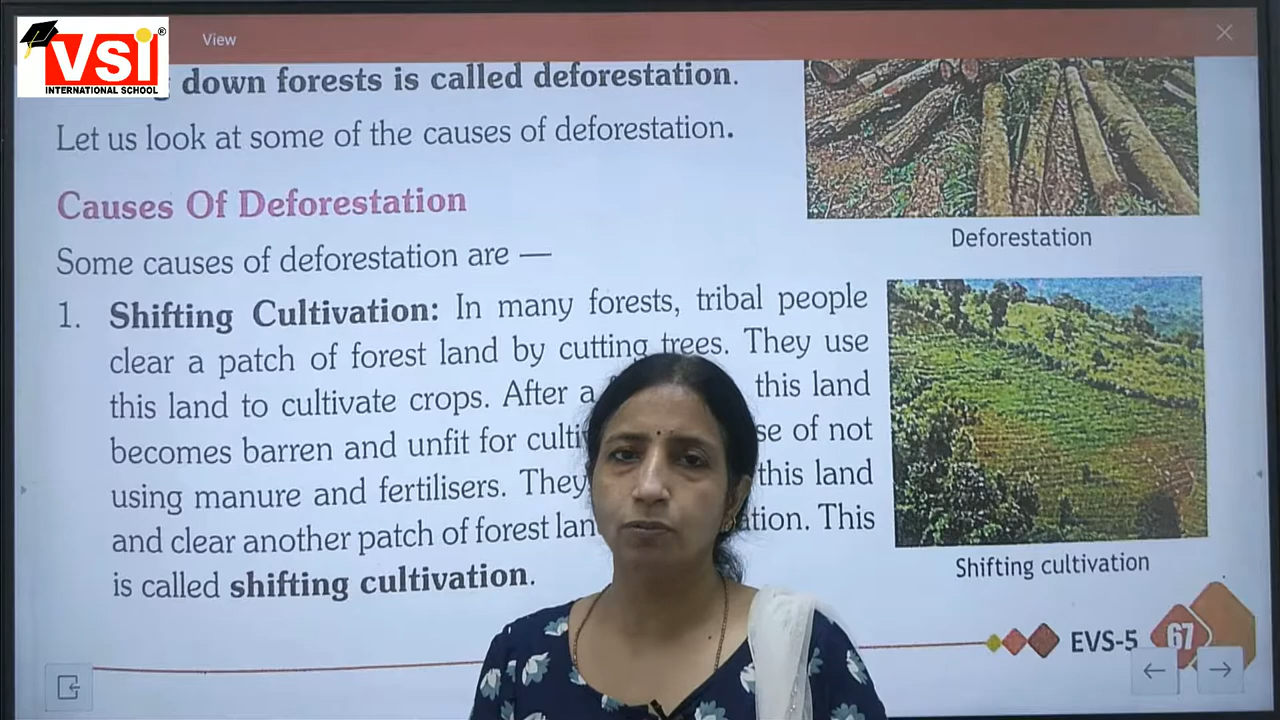 VSI®
INTERNATIONAL SCHOOL
View
down forests is called deforestation.
Let us look at some of the causes of deforestation.
Causes Of Deforestation
Some causes of deforestation are —
1. Shifting Cultivation: In many forests, tribal people
clear a patch of forest land by cutting trees. They use
this land to cultivate crops. After a this land
becomes barren and unfit for of not
using manure and fertilisers. They this land
and clear another patch of forest This
is called shifting cultivation.
Deforestation
Shifting cultivation
EVS-5 67